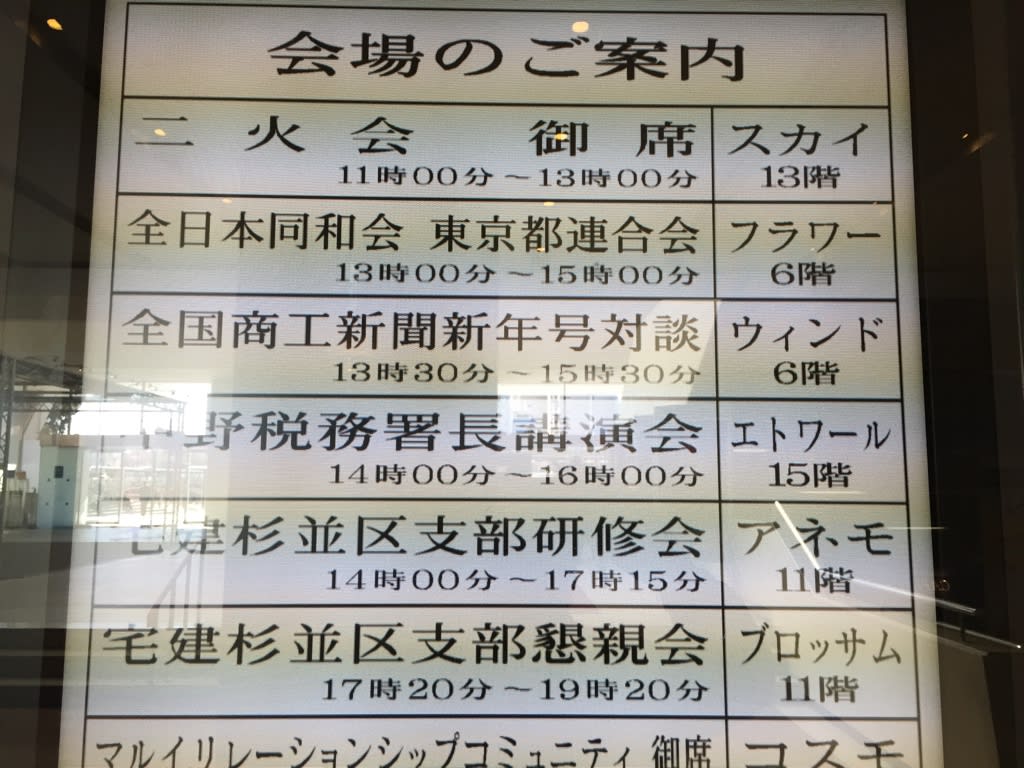 会場のご案内
二火会 御席 スカイ
11時00分～13時00分 13階
全日本同和会 東京都連合会 フラワー
13時00分～15時00分 6階
全国商工新聞新年号対談 ウィンド
13時30分～15時30分 6階
中野税務署長講演会 エトワール
14時00分～16時00分 15階
宅建杉並区支部研修会 アネモ
14時00分～17時15分 11階
宅建杉並区支部懇親会 ブロッサム
17時20分～19時20分 11階
マルイリレーションシップコミュニティ 御席 コスモ